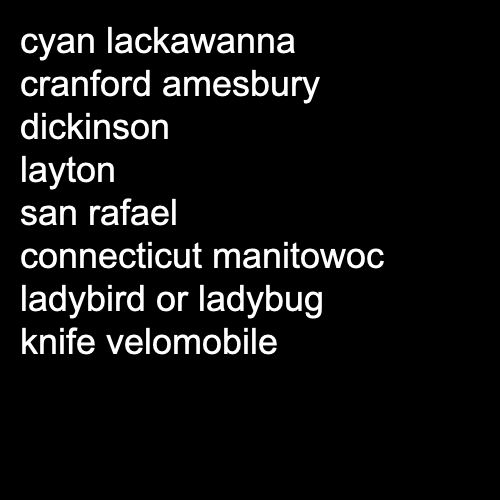 cyan lackawanna
cranford amesbury
dickinson
layton
san rafael
connecticut manitowoc
ladybird or ladybug
knife velomobile